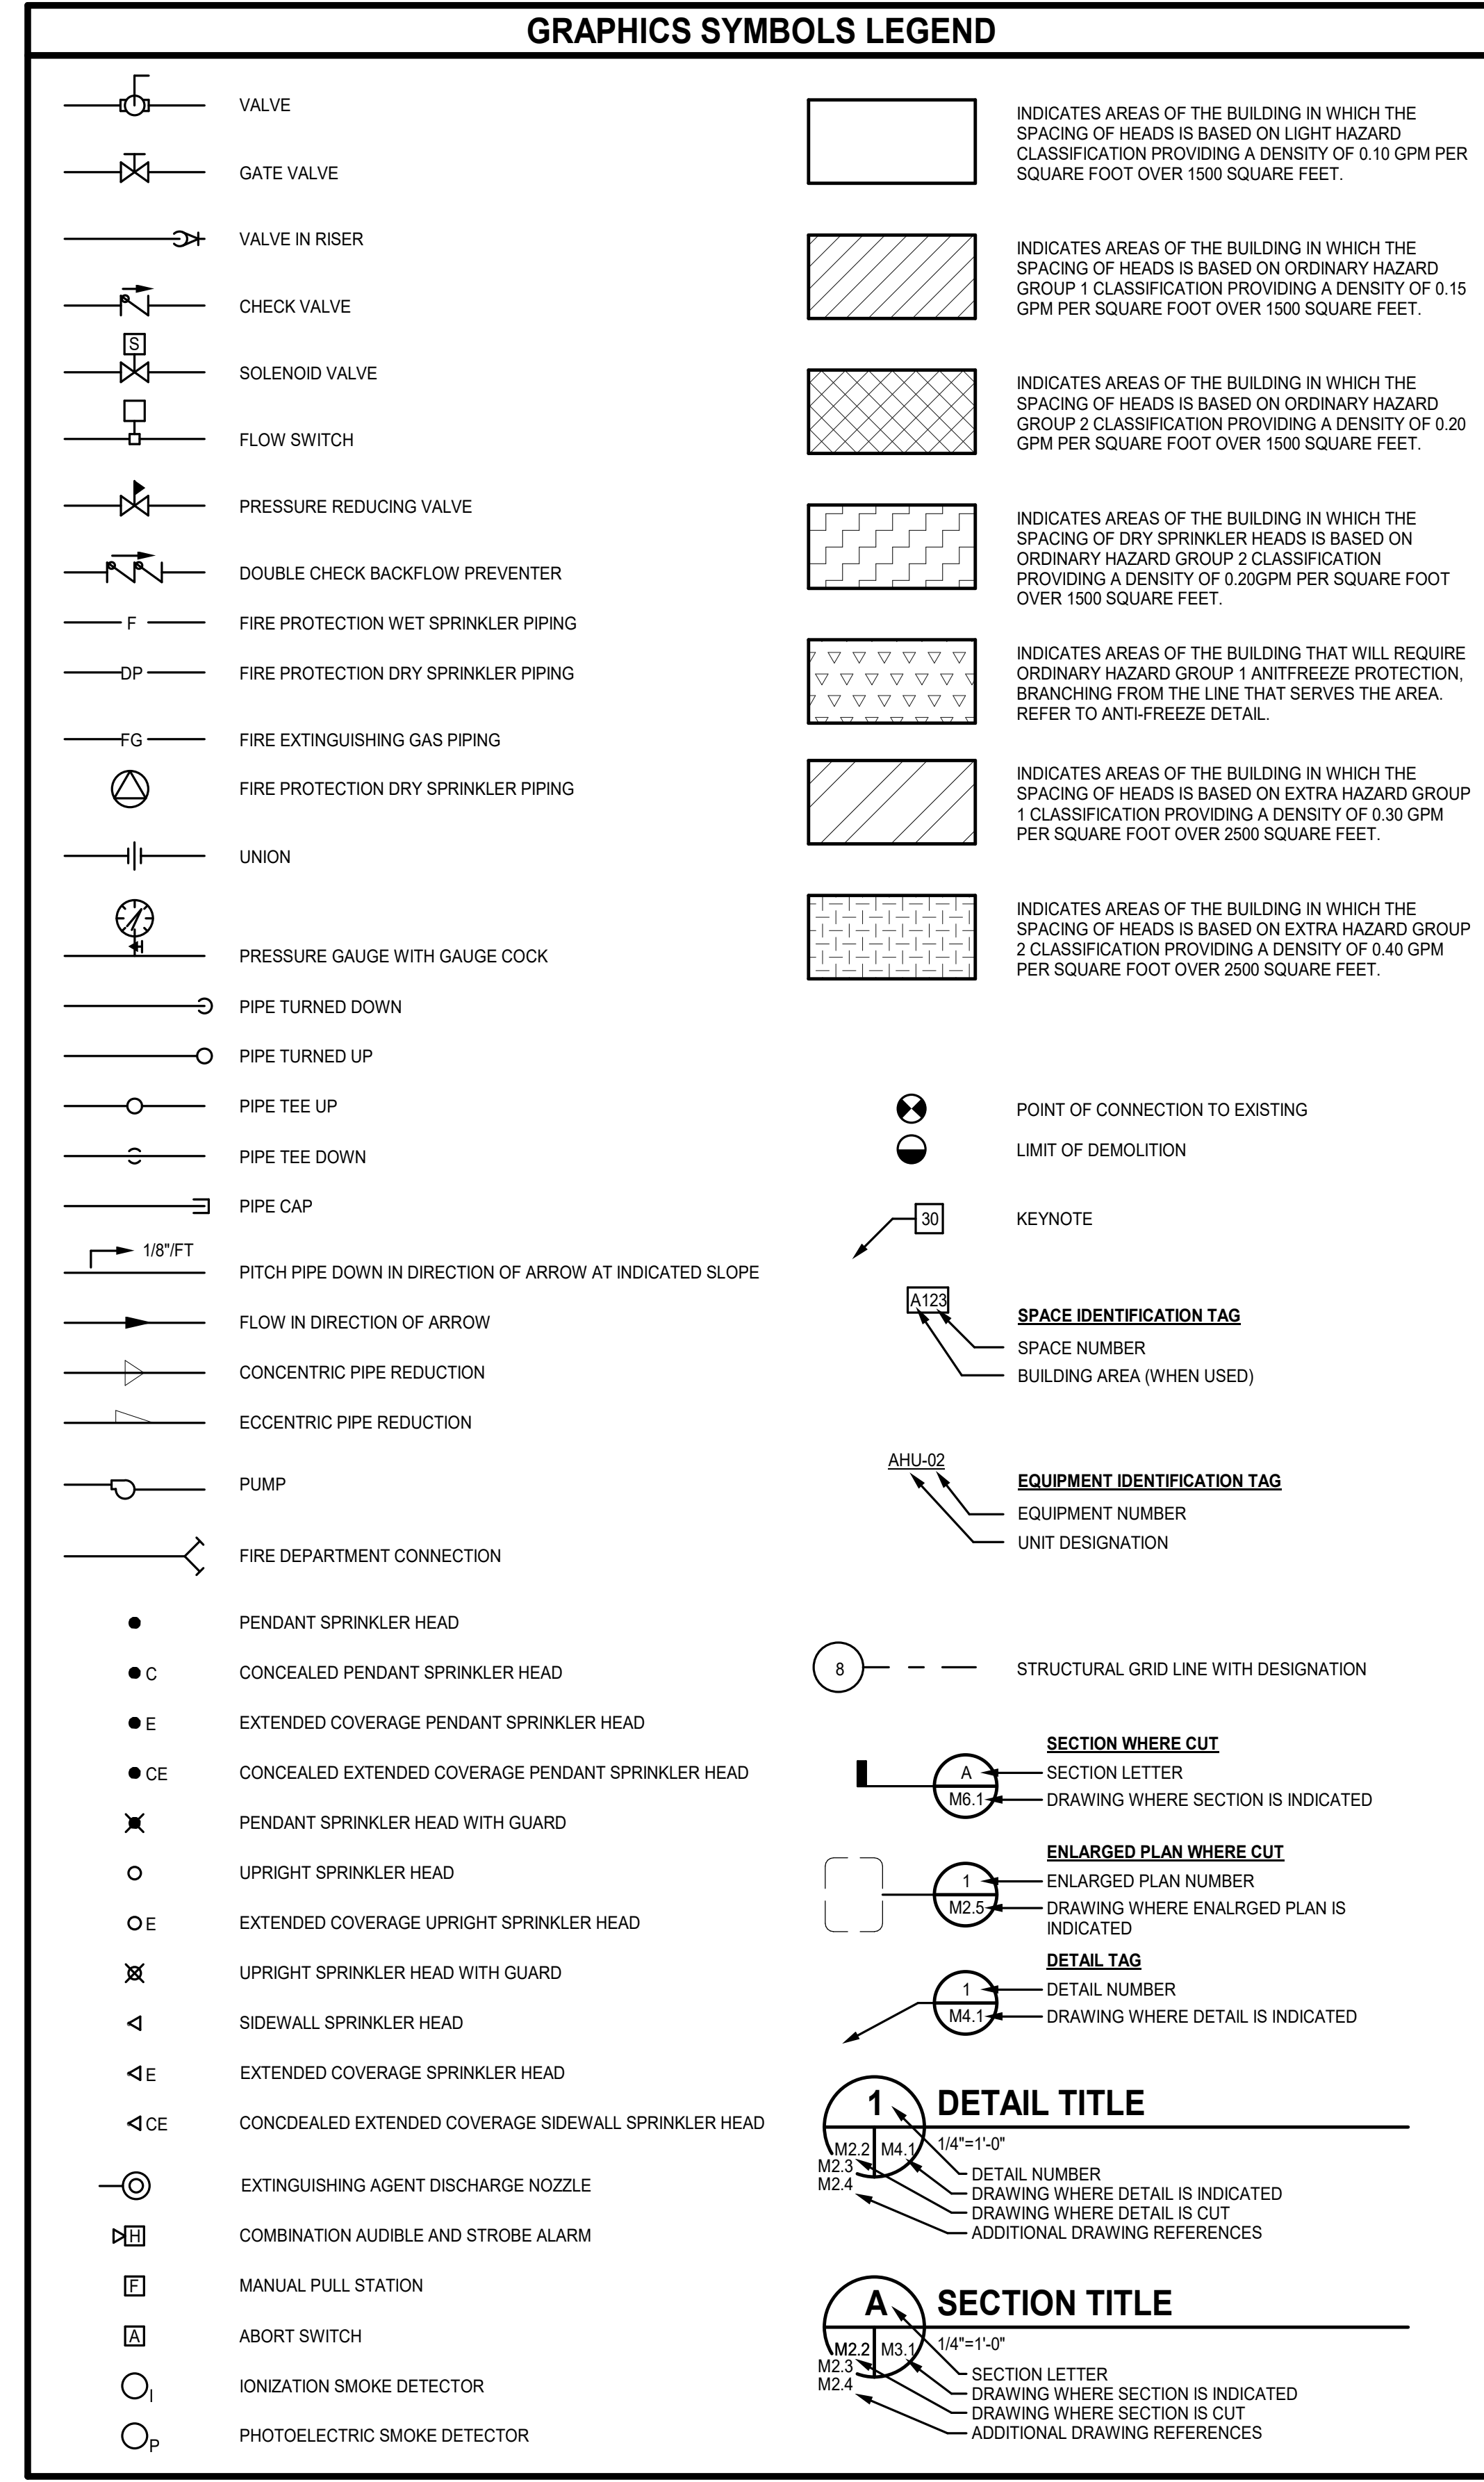 GRAPHICS SYMBOLS LEGEND
VALVE
GATE VALVE
VALVE IN RISER
CHECK VALVE
S
SOLENOID VALVE
FLOW SWITCH
PRESSURE REDUCING VALVE
DOUBLE CHECK BACKFLOW PREVENTER
F
FIRE PROTECTION WET SPRINKLER PIPING
DP
FIRE PROTECTION DRY SPRINKLER PIPING
FG
FIRE EXTINGUISHING GAS PIPING
FIRE PROTECTION DRY SPRINKLER PIPING
UNION
PRESSURE GAUGE WITH GAUGE COCK
PIPE TURNED DOWN
PIPE TURNED UP
PIPE TEE UP
PIPE TEE DOWN
PIPE CAP
1/8"/FT
PITCH PIPE DOWN IN DIRECTION OF ARROW AT INDICATED SLOPE
FLOW IN DIRECTION OF ARROW
CONCENTRIC PIPE REDUCTION
ECCENTRIC PIPE REDUCTION
PUMP
FIRE DEPARTMENT CONNECTION
PENDANT SPRINKLER HEAD
C
CONCEALED PENDANT SPRINKLER HEAD
E
EXTENDED COVERAGE PENDANT SPRINKLER HEAD
CE
CONCEALED EXTENDED COVERAGE PENDANT SPRINKLER HEAD
PENDANT SPRINKLER HEAD WITH GUARD
UPRIGHT SPRINKLER HEAD
E
EXTENDED COVERAGE UPRIGHT SPRINKLER HEAD
UPRIGHT SPRINKLER HEAD WITH GUARD
SIDEWALL SPRINKLER HEAD
E
EXTENDED COVERAGE SPRINKLER HEAD
CE
CONCDEALED EXTENDED COVERAGE SIDEWALL SPRINKLER HEAD
EXTINGUISHING AGENT DISCHARGE NOZZLE
H
COMBINATION AUDIBLE AND STROBE ALARM
F
MANUAL PULL STATION
A
ABORT SWITCH
I
IONIZATION SMOKE DETECTOR
P
PHOTOELECTRIC SMOKE DETECTOR
INDICATES AREAS OF THE BUILDING IN WHICH THE
SPACING OF HEADS IS BASED ON LIGHT HAZARD
CLASSIFICATION PROVIDING A DENSITY OF 0.10 GPM PER
SQUARE FOOT OVER 1500 SQUARE FEET.
INDICATES AREAS OF THE BUILDING IN WHICH THE
SPACING OF HEADS IS BASED ON ORDINARY HAZARD
GROUP 1 CLASSIFICATION PROVIDING A DENSITY OF 0.15
GPM PER SQUARE FOOT OVER 1500 SQUARE FEET.
INDICATES AREAS OF THE BUILDING IN WHICH THE
SPACING OF HEADS IS BASED ON ORDINARY HAZARD
GROUP 2 CLASSIFICATION PROVIDING A DENSITY OF 0.20
GPM PER SQUARE FOOT OVER 1500 SQUARE FEET.
INDICATES AREAS OF THE BUILDING IN WHICH THE
SPACING OF DRY SPRINKLER HEADS IS BASED ON
ORDINARY HAZARD GROUP 2 CLASSIFICATION
PROVIDING A DENSITY OF 0.20GPM PER SQUARE FOOT
OVER 1500 SQUARE FEET.
INDICATES AREAS OF THE BUILDING THAT WILL REQUIRE
ORDINARY HAZARD GROUP 1 ANITFREEZE PROTECTION,
BRANCHING FROM THE LINE THAT SERVES THE AREA.
REFER TO ANTI-FREEZE DETAIL.
INDICATES AREAS OF THE BUILDING IN WHICH THE
SPACING OF HEADS IS BASED ON EXTRA HAZARD GROUP
1 CLASSIFICATION PROVIDING A DENSITY OF 0.30 GPM
PER SQUARE FOOT OVER 2500 SQUARE FEET.
INDICATES AREAS OF THE BUILDING IN WHICH THE
SPACING OF HEADS IS BASED ON EXTRA HAZARD GROUP
2 CLASSIFICATION PROVIDING A DENSITY OF 0.40 GPM
PER SQUARE FOOT OVER 2500 SQUARE FEET.
POINT OF CONNECTION TO EXISTING
LIMIT OF DEMOLITION
30
KEYNOTE
A123
SPACE IDENTIFICATION TAG
SPACE NUMBER
BUILDING AREA (WHEN USED)
AHU-02
EQUIPMENT IDENTIFICATION TAG
EQUIPMENT NUMBER
UNIT DESIGNATION
8
STRUCTURAL GRID LINE WITH DESIGNATION
SECTION WHERE CUT
A
SECTION LETTER
M6.1
DRAWING WHERE SECTION IS INDICATED
ENLARGED PLAN WHERE CUT
1
ENLARGED PLAN NUMBER
M2.5
DRAWING WHERE ENALRGED PLAN IS
INDICATED
DETAIL TAG
1
DETAIL NUMBER
M4.1
DRAWING WHERE DETAIL IS INDICATED
1
DETAIL TITLE
M2.2 M4.1
1/4"=1'-0"
M2.3
M2.4
DETAIL NUMBER
DRAWING WHERE DETAIL IS INDICATED
DRAWING WHERE DETAIL IS CUT
ADDITIONAL DRAWING REFERENCES
A
SECTION TITLE
M2.2 M3.1
1/4"=1'-0"
M2.3
M2.4
SECTION LETTER
DRAWING WHERE SECTION IS INDICATED
DRAWING WHERE SECTION IS CUT
ADDITIONAL DRAWING REFERENCES